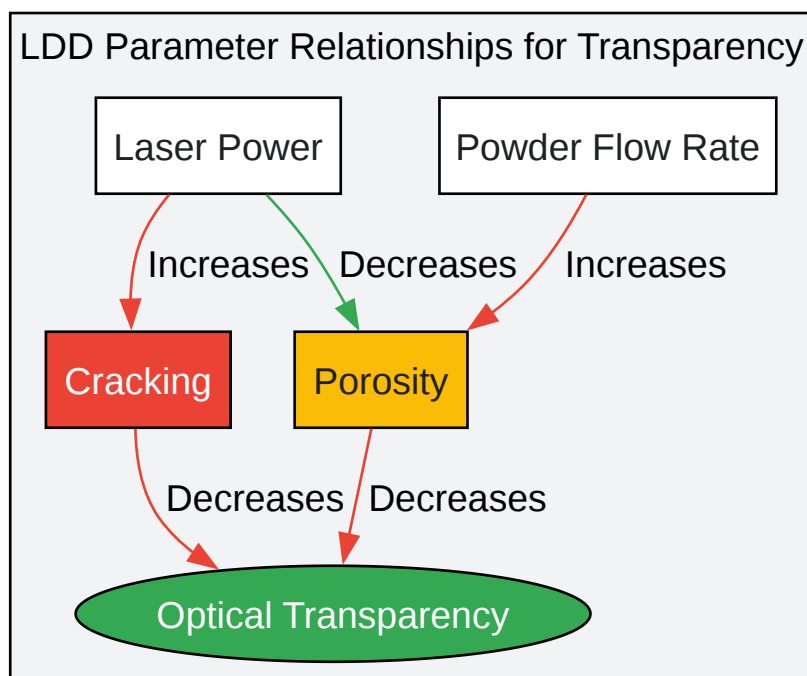 LDD Parameter Relationships for Transparency
Laser Power
Powder Flow Rate
Increases
Decreases
Increases
Cracking
Porosity
Decreases
Decreases
Optical Transparency